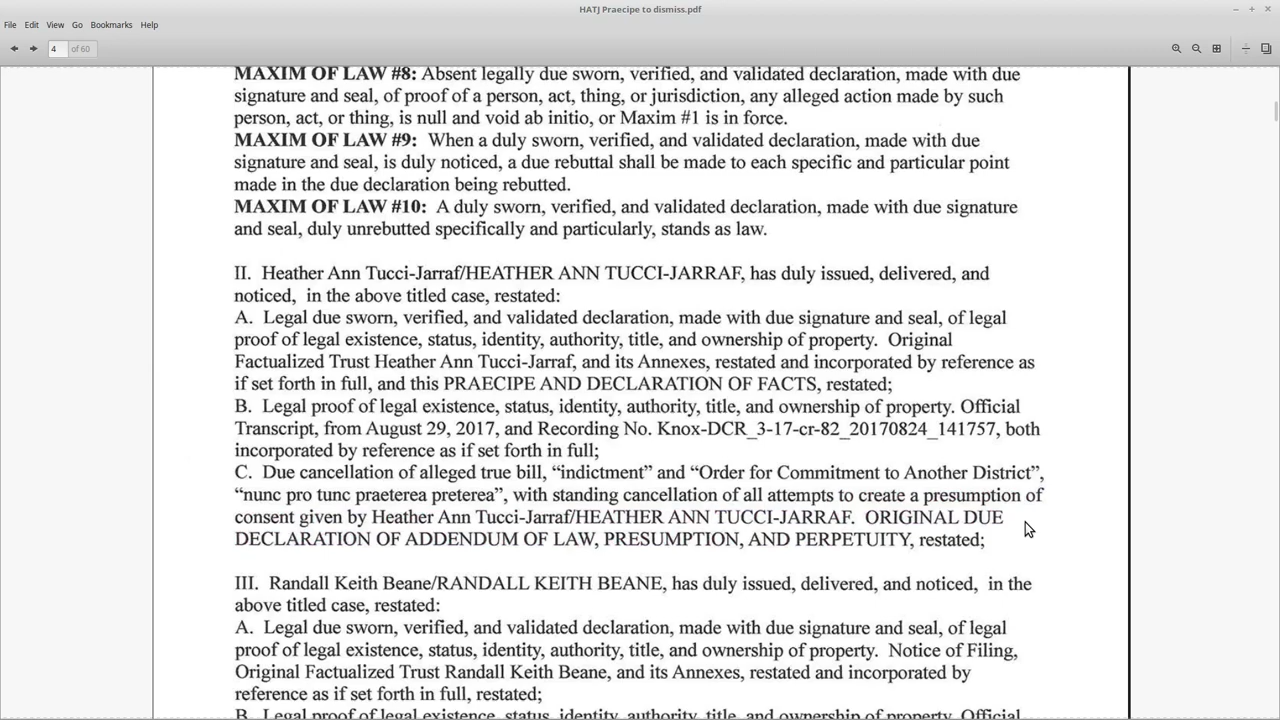 HATJ Praecipe to dismiss.pdf
File Edit View Go Bookmarks Help
4 of 60
MAXIM OF LAW #8: Absent legally due sworn, verified, and validated declaration, made with due
signature and seal, of proof of a person, act, thing, or jurisdiction, any alleged action made by such
person, act, or thing, is null and void ab initio, or Maxim #1 is in force.
MAXIM OF LAW #9: When a duly sworn, verified, and validated declaration, made with due
signature and seal, is duly noticed, a due rebuttal shall be made to each specific and particular point
made in the due declaration being rebutted.
MAXIM OF LAW #10: A duly sworn, verified, and validated declaration, made with due signature
and seal, duly unrebutted specifically and particularly, stands as law.
II. Heather Ann Tucci-Jarraf/HEATHER ANN TUCCI-JARRAF, has duly issued, delivered, and
noticed, in the above titled case, restated:
A. Legal due sworn, verified, and validated declaration, made with due signature and seal, of legal
proof of legal existence, status, identity, authority, title, and ownership of property. Original
Factualized Trust Heather Ann Tucci-Jarraf, and its Annexes, restated and incorporated by reference as
if set forth in full, and this PRAECIPE AND DECLARATION OF FACTS, restated;
B. Legal proof of legal existence, status, identity, authority, title, and ownership of property. Official
Transcript, from August 29, 2017, and Recording No. Knox-DCR_3-17-cr-82_20170824_141757, both
incorporated by reference as if set forth in full;
C. Due cancellation of alleged true bill, “indictment” and “Order for Commitment to Another District”,
“nunc pro tunc praeterea preterea”, with standing cancellation of all attempts to create a presumption of
consent given by Heather Ann Tucci-Jarraf/HEATHER ANN TUCCI-JARRAF. ORIGINAL DUE
DECLARATION OF ADDENDUM OF LAW, PRESUMPTION, AND PERPETUITY, restated;
III. Randall Keith Beane/RANDALL KEITH BEANE, has duly issued, delivered, and noticed, in the
above titled case, restated:
A. Legal due sworn, verified, and validated declaration, made with due signature and seal, of legal
proof of legal existence, status, identity, authority, title, and ownership of property. Notice of Filing,
Original Factualized Trust Randall Keith Beane, and its Annexes, restated and incorporated by
reference as if set forth in full, restated;
B. Legal proof of legal existence, status, identity, authority, title, and ownership of property. Official